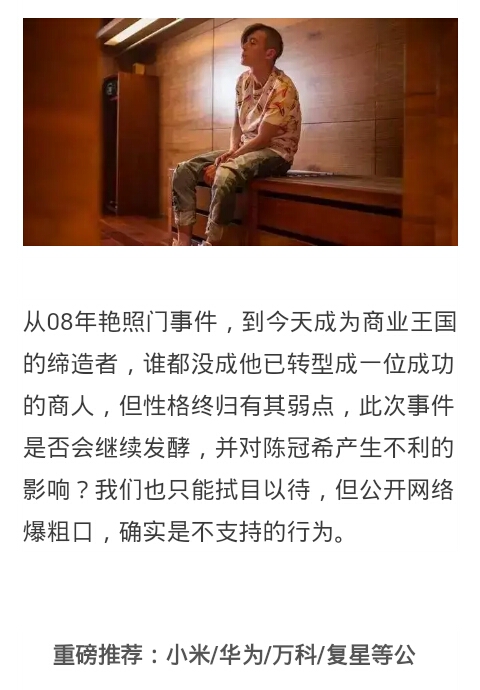 从08年艳照门事件，到今天成为商业王国
的缔造者，谁都没成他已转型成一位成功
的商人，但性格终归有其弱点，此次事件
是否会继续发酵，并对陈冠希产生不利的
影响？我们也只能拭目以待，但公开网络
爆粗口，确实是不支持的行为。
重磅推荐：小米/华为/万科/复星等公